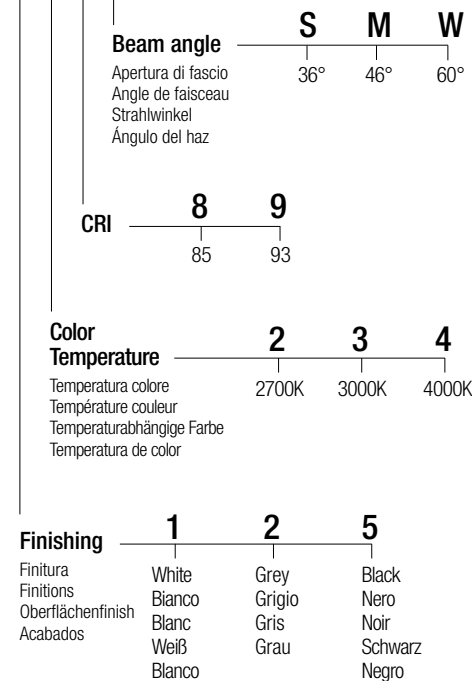 Beam angle S M W
Apertura di fascio 36° 46° 60°
Angle de faisceau
Strahlwinkel
Ángulo del haz
CRI 8 9
85 93
Color
Temperature 2 3 4
Temperatura colore 2700K 3000K 4000K
Température couleur
Temperaturabhängige Farbe
Temperatura de color
Finishing 1 2 5
Finitura White Grey Black
Finitions Bianco Grigio Nero
Oberflächenfinish Blanc Gris Noir
Acabados Weiß Grau Schwarz
Blanco Negro